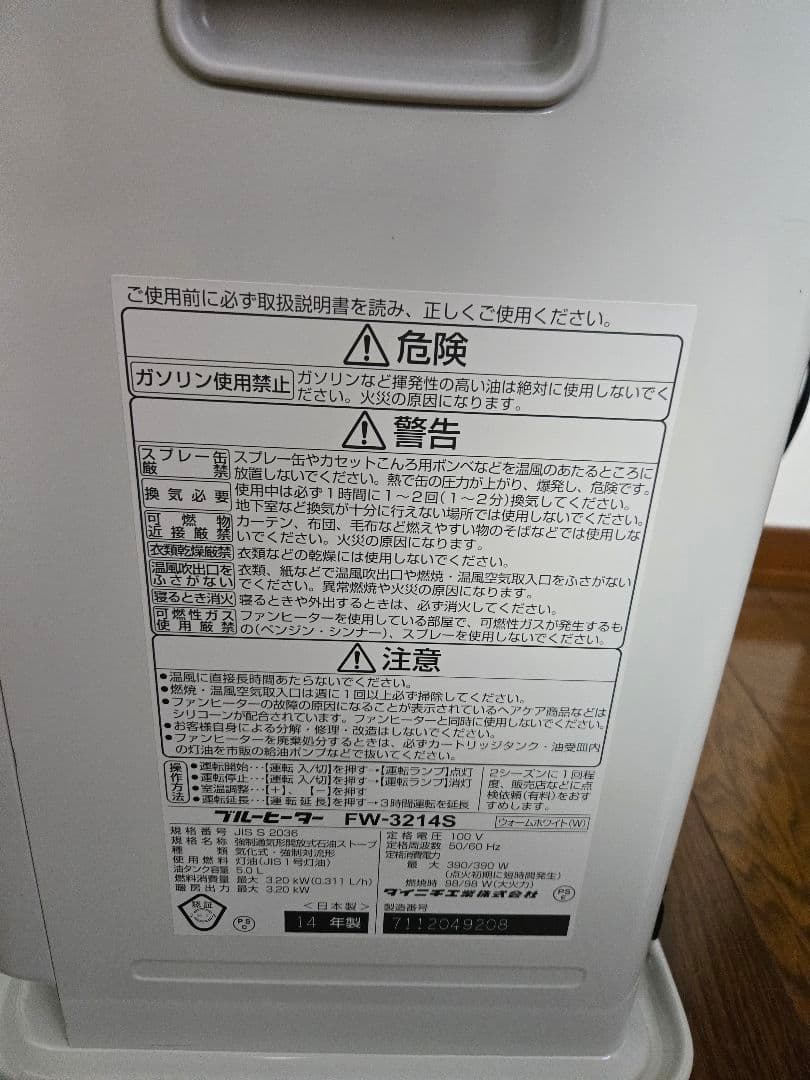 ご使用前に必ず取扱説明書を読み、正しくご使用ください。
危険
ガソリン使用禁止 ガソリンなど揮発性の高い油は絶対に使用しないでく
ださい。火災の原因になります。
警告
スプレー缶 スプレー缶やカセットこんろ用ボンベなどを温風のあたるところに
厳禁 放置しないでください。熱で缶の圧力が上がり、爆発し、危険です。
換気必要 使用中は必ず1時間に1〜2回(1〜2分)換気してください。
地下室など換気が十分に行えない場所では使用しないでください。
可燃物 カーテン、布団、毛布など燃えやすい物のそばなどでは使用しな
近接厳禁 いでください。火災の原因になります。
衣類乾燥厳禁 衣類などの乾燥には使用しないでください。
温風吹出口を 衣類、紙などで温風吹出口や燃焼・温風空気取入口をふさがない
ふさがない でください。異常燃焼や火災の原因になります。
寝るとき消火 寝るときや外出するときは、必ず消火してください。
可燃性ガス ファンヒーターを使用している部屋で、可燃性ガスが発生するも
使用厳禁 の(ベンジン・シンナー)、スプレーを使用しないでください。
注意
●温風に直接長時間あたらないでください。
●燃焼・温風空気取入口は週に1回以上必ず掃除してください。
●ファンヒーターの故障の原因になることが表示されているヘアケア商品などは
シリコーンが配合されています。ファンヒーターと同時に使用しないでください。
●お客様自身による分解・修理・改造はしないでください。
●ファンヒーターを廃棄処分するときは、必ずカートリッジタンク・油受皿内
の灯油を市販の給油ポンプなどで抜いてください。
操作方法
●運転開始…【運転 入/切】を押す→【運転ランプ】点灯
●運転停止…【運転 入/切】を押す→【運転ランプ】消灯
●室温調整…【+】、【−】を押す
●運転延長…【運転延長】を押す→3時間運転を延長
2シーズンに1回程
度、販売店などに点
検依頼(有料)をおす
すめします。
ブルーヒーター FW-3214S ウォームホワイト(W)
規格番号 JIS S 2036
規格名称 強制通気形開放式石油ストーブ
種類 気化式・強制対流形
使用燃料 灯油(JIS1号灯油)
油タンク容量 5.0 L
燃料消費量 最大 3.20 kW(0.311 L/h)
暖房出力 最大 3.20 kW
定格電圧 100 V
定格周波数 50/60 Hz
定格消費電力
最大 390/390 W
(点火初期に短時間発生)
燃焼時 98/98 W(大火力)
ダイニチ工業株式会社
PSE
認証
PSC
<日本製>
14 年製
製造番号
7112049208